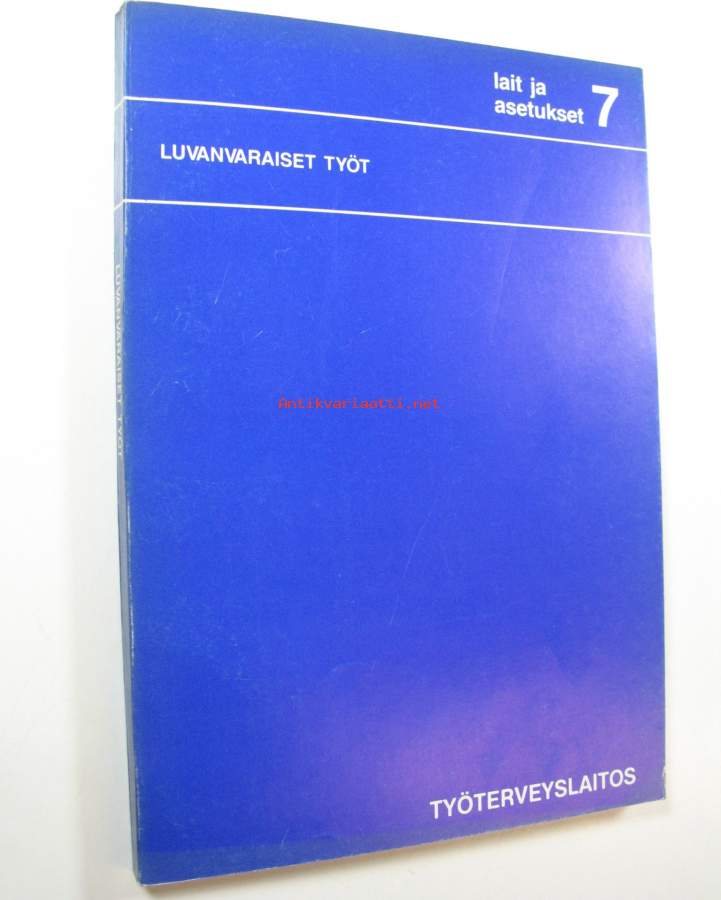 lait ja
asetukset 7
LUVANVARAISET TYÖT
LUVANVARAISET TYÖT
Antikvariaatti.net
TYÖTERVEYSLAITOS